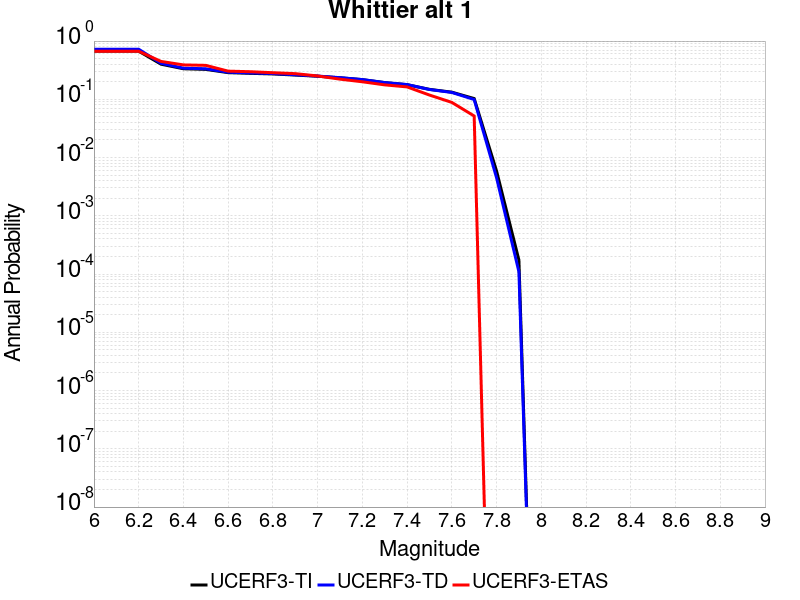 Whittier alt 1
10^0
10^-1
10^-2
10^-3
10^-4
10^-5
10^-6
10^-7
10^-8
Annual Probability
6 6.2 6.4 6.6 6.8 7 7.2 7.4 7.6 7.8 8 8.2 8.4 8.6 8.8 9
Magnitude
UCERF3-TI UCERF3-TD UCERF3-ETAS